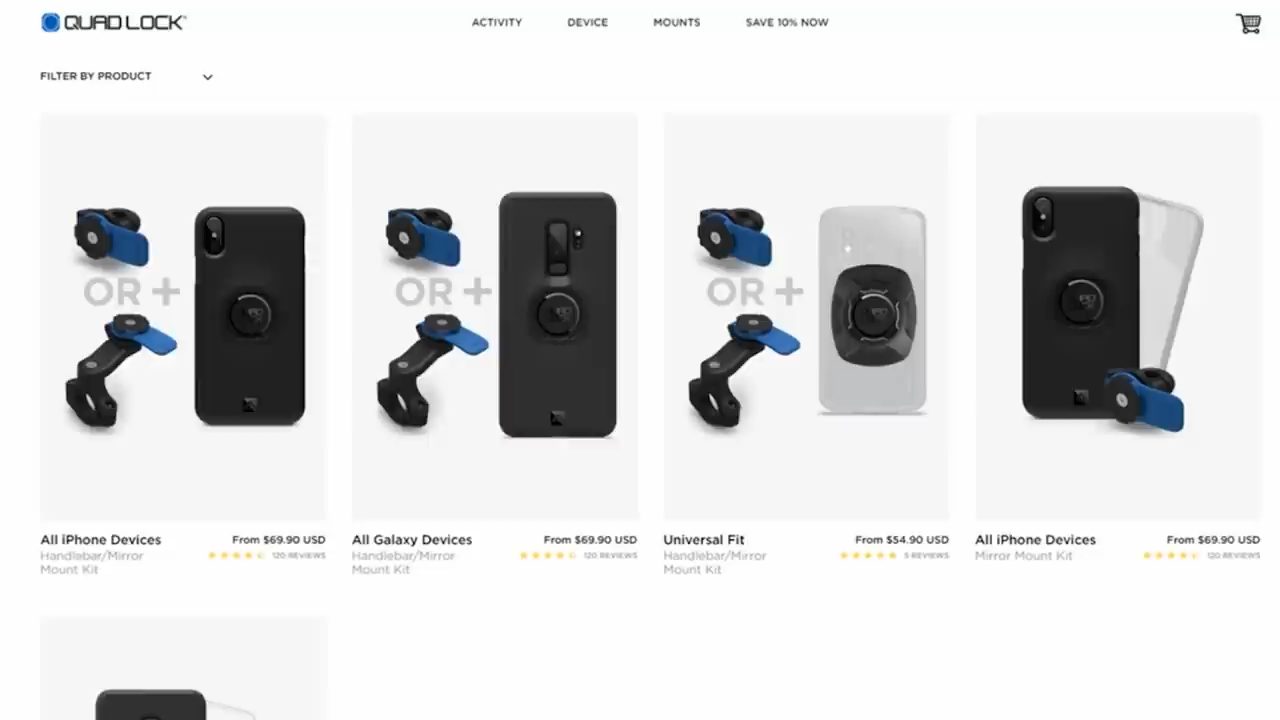 QUAD LOCK
ACTIVITY
DEVICE
MOUNTS
SAVE 10% NOW
FILTER BY PRODUCT
OR +
OR +
OR +
All iPhone Devices
From $69.90 USD
Handlebar/Mirror
120 REVIEWS
Mount Kit
All Galaxy Devices
From $69.90 USD
Handlebar/Mirror
120 REVIEWS
Mount Kit
Universal Fit
From $54.90 USD
Handlebar/Mirror
5 REVIEWS
Mount Kit
All iPhone Devices
From $69.90 USD
Mirror Mount Kit
120 REVIEWS